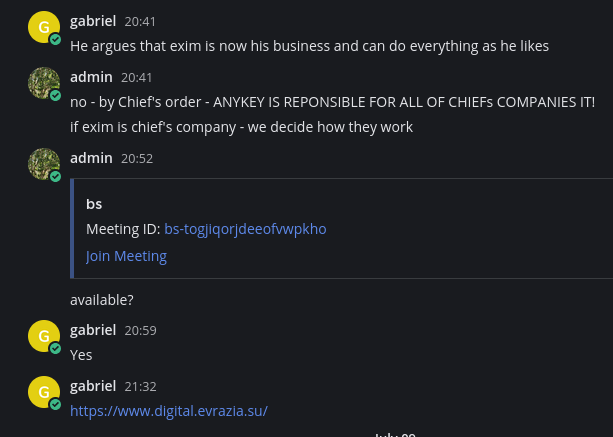 G
gabriel 20:41
He argues that exim is now his business and can do everything as he likes
admin 20:41
no - by Chief's order - ANYKEY IS REPONSIBLE FOR ALL OF CHIEFs COMPANIES IT!
if exim is chief's company - we decide how they work
admin 20:52
bs
Meeting ID: bs-togjiqorjdeeofvwpkho
Join Meeting
available?
G
gabriel 20:59
Yes
G
gabriel 21:32
https://www.digital.evrazia.su/